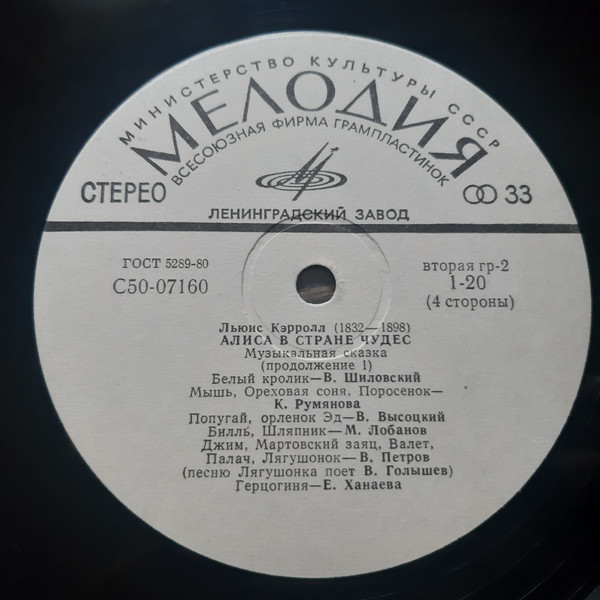 МИНИСТЕРСТВО КУЛЬТУРЫ СССР
МЕЛОДИЯ
ВСЕСОЮЗНАЯ ФИРМА ГРАМПЛАСТИНОК
СТЕРЕО 33
ЛЕНИНГРАДСКИЙ ЗАВОД
ГОСТ 5289-80 вторая гр-2
С50-07160 1-20
(4 стороны)
Льюис Кэрролл (1832—1898)
АЛИСА В СТРАНЕ ЧУДЕС
Музыкальная сказка
(продолжение 1)
Белый кролик—В. Шиловский
Мышь, Ореховая соня, Поросенок—
К. Румянова
Попугай, орленок Эд—В. Высоцкий
Билль, Шляпник—М. Лобанов
Джим, Мартовский заяц, Валет,
Палач, Лягушонок—В. Петров
(песню Лягушонка поет В. Голышев)
Герцогиня—Е. Ханаева